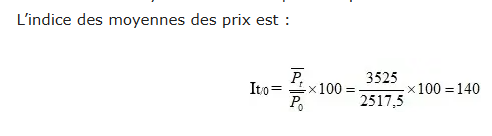 L’indice des moyennes des prix est :
It/0 = P̅t / P̅0 ×100 = 3525 / 2517,5 ×100 = 140